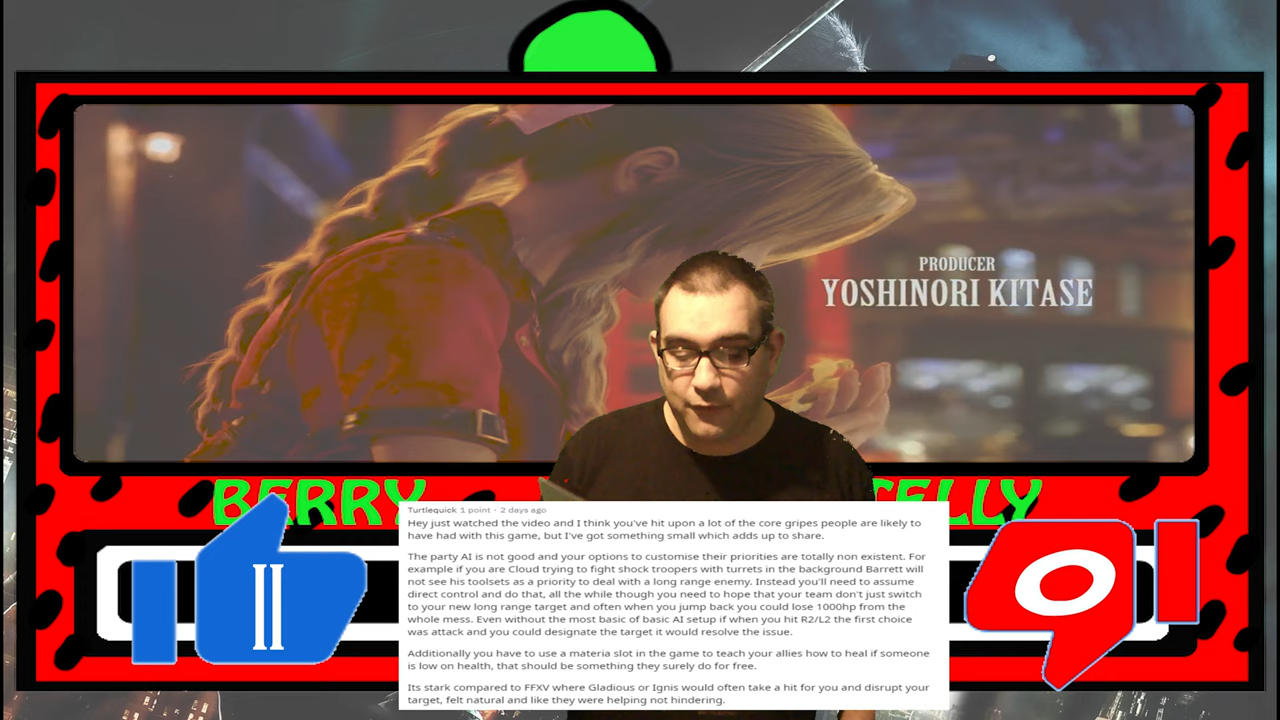 PRODUCER
YOSHINORI KITASE
BERRY
II
Turtlequick 1 point · 2 days ago
Hey just watched the video and I think you've hit upon a lot of the core gripes people are likely to
have had with this game, but I've got something small which adds up to share.
The party AI is not good and your options to customise their priorities are totally non existent. For
example if you are Cloud trying to fight shock troopers with turrets in the background Barrett will
not see his toolsets as a priority to deal with a long range enemy. Instead you'll need to assume
direct control and do that, all the while though you need to hope that your team don't just switch
to your new long range target and often when you jump back you could lose 1000hp from the
whole mess. Even without the most basic of basic AI setup if when you hit R2/L2 the first choice
was attack and you could designate the target it would resolve the issue.
Additionally you have to use a materia slot in the game to teach your allies how to heal if someone
is low on health, that should be something they surely do for free.
Its stark compared to FFXV where Gladious or Ignis would often take a hit for you and disrupt your
target, felt natural and like they were helping not hindering.